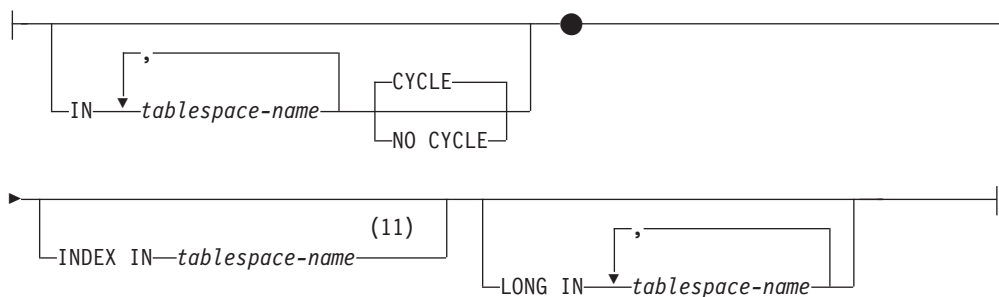 ,
CYCLE
IN tablespace-name
NO CYCLE
(11)
,
INDEX IN tablespace-name
LONG IN tablespace-name